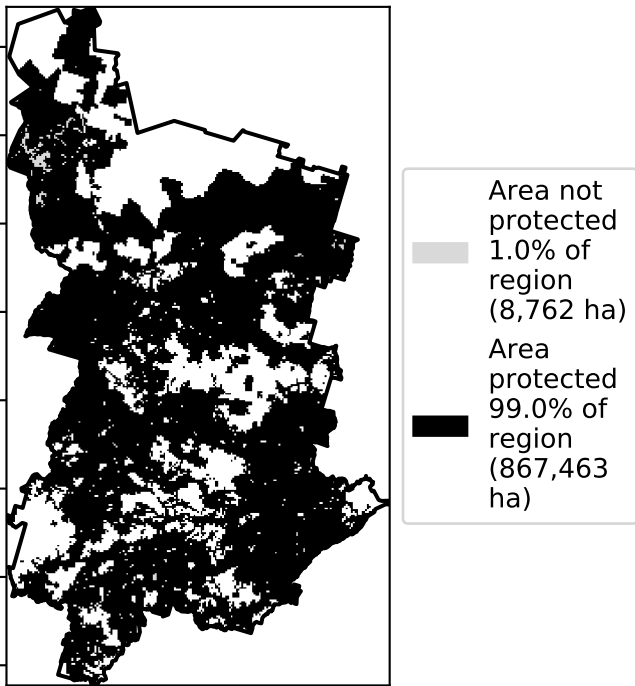 Area not
protected
1.0% of
region
(8,762 ha)
Area
protected
99.0% of
region
(867,463
ha)